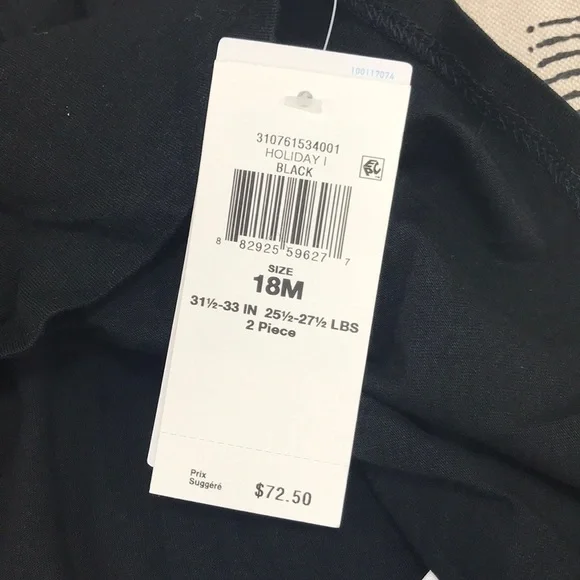 10011707A
310761534001
HOLIDAY I
BLACK
8 82925 59627 7
SIZE
18M
31½-33 IN 25½-27½ LBS
2 Piece
Prix
Suggéré
$72.50